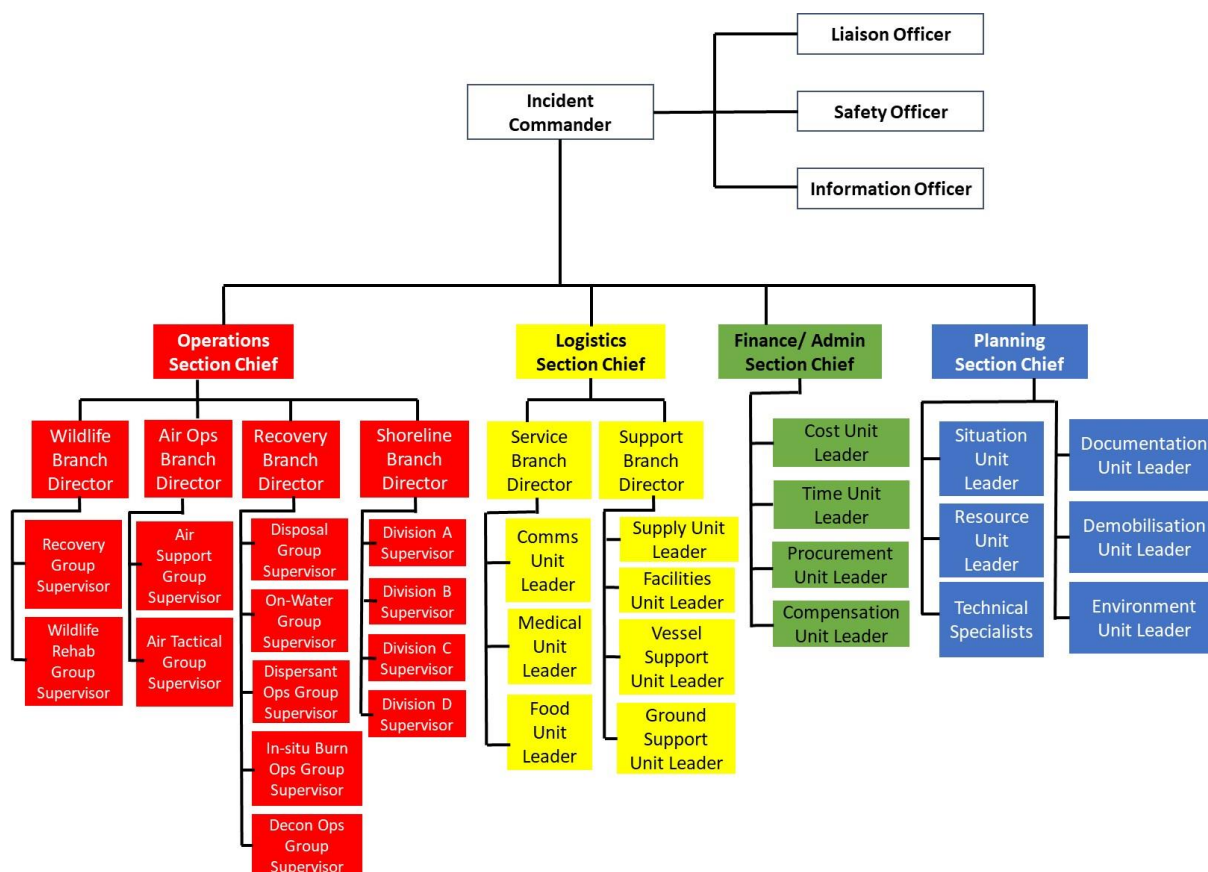 Liaison Officer
Incident
Commander
Safety Officer
Information Officer
Operations
Section Chief
Logistics
Section Chief
Finance/ Admin
Section Chief
Planning
Section Chief
Wildlife
Branch
Director
Air Ops
Branch
Director
Recovery
Branch
Director
Shoreline
Branch
Director
Service
Branch
Director
Support
Branch
Director
Recovery
Group
Supervisor
Wildlife
Rehab
Group
Supervisor
Air
Support
Group
Supervisor
Air Tactical
Group
Supervisor
Disposal
Group
Supervisor
On-Water
Group
Supervisor
Dispersant
Ops Group
Supervisor
In-situ Burn
Ops Group
Supervisor
Decon Ops
Group
Supervisor
Division A
Supervisor
Division B
Supervisor
Division C
Supervisor
Division D
Supervisor
Comms
Unit
Leader
Medical
Unit
Leader
Food
Unit
Leader
Supply Unit
Leader
Facilities
Unit Leader
Vessel
Support
Unit Leader
Ground
Support
Unit Leader
Cost Unit
Leader
Time Unit
Leader
Procurement
Unit Leader
Compensation
Unit Leader
Situation
Unit
Leader
Resource
Unit
Leader
Technical
Specialists
Documentation
Unit Leader
Demobilisation
Unit Leader
Environment
Unit Leader